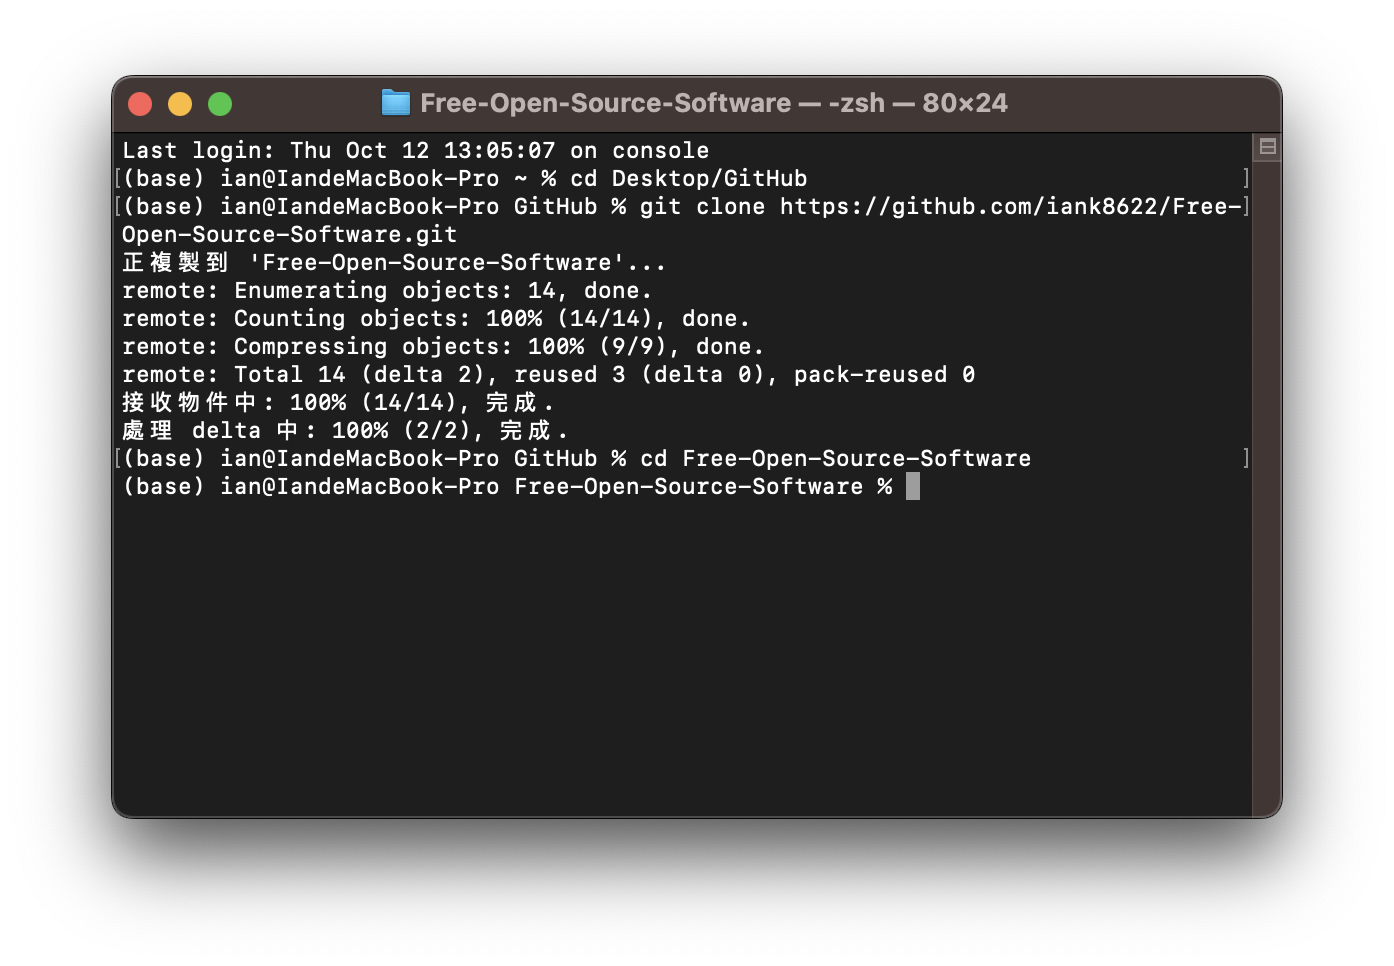 Free-Open-Source-Software — -zsh — 80×24
Last login: Thu Oct 12 13:05:07 on console
[(base) ian@IandeMacBook-Pro ~ % cd Desktop/GitHub ]
[(base) ian@IandeMacBook-Pro GitHub % git clone https://github.com/iank8622/Free-]
Open-Source-Software.git
正複製到 'Free-Open-Source-Software'...
remote: Enumerating objects: 14, done.
remote: Counting objects: 100% (14/14), done.
remote: Compressing objects: 100% (9/9), done.
remote: Total 14 (delta 2), reused 3 (delta 0), pack-reused 0
接收物件中: 100% (14/14), 完成.
處理 delta 中: 100% (2/2), 完成.
[(base) ian@IandeMacBook-Pro GitHub % cd Free-Open-Source-Software ]
(base) ian@IandeMacBook-Pro Free-Open-Source-Software %